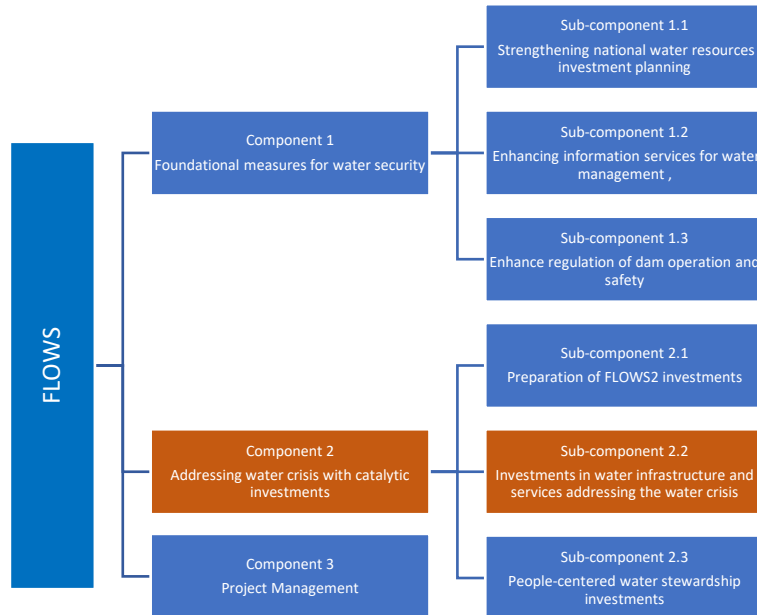 FLOWS
Component 1
Foundational measures for water security
Sub-component 1.1
Strengthening national water resources
investment planning
Sub-component 1.2
Enhancing information services for water
management ,
Sub-component 1.3
Enhance regulation of dam operation and
safety
Component 2
Addressing water crisis with catalytic
investments
Sub-component 2.1
Preparation of FLOWS2 investments
Sub-component 2.2
Investments in water infrastructure and
services addressing the water crisis
Sub-component 2.3
People-centered water stewardship
investments
Component 3
Project Management